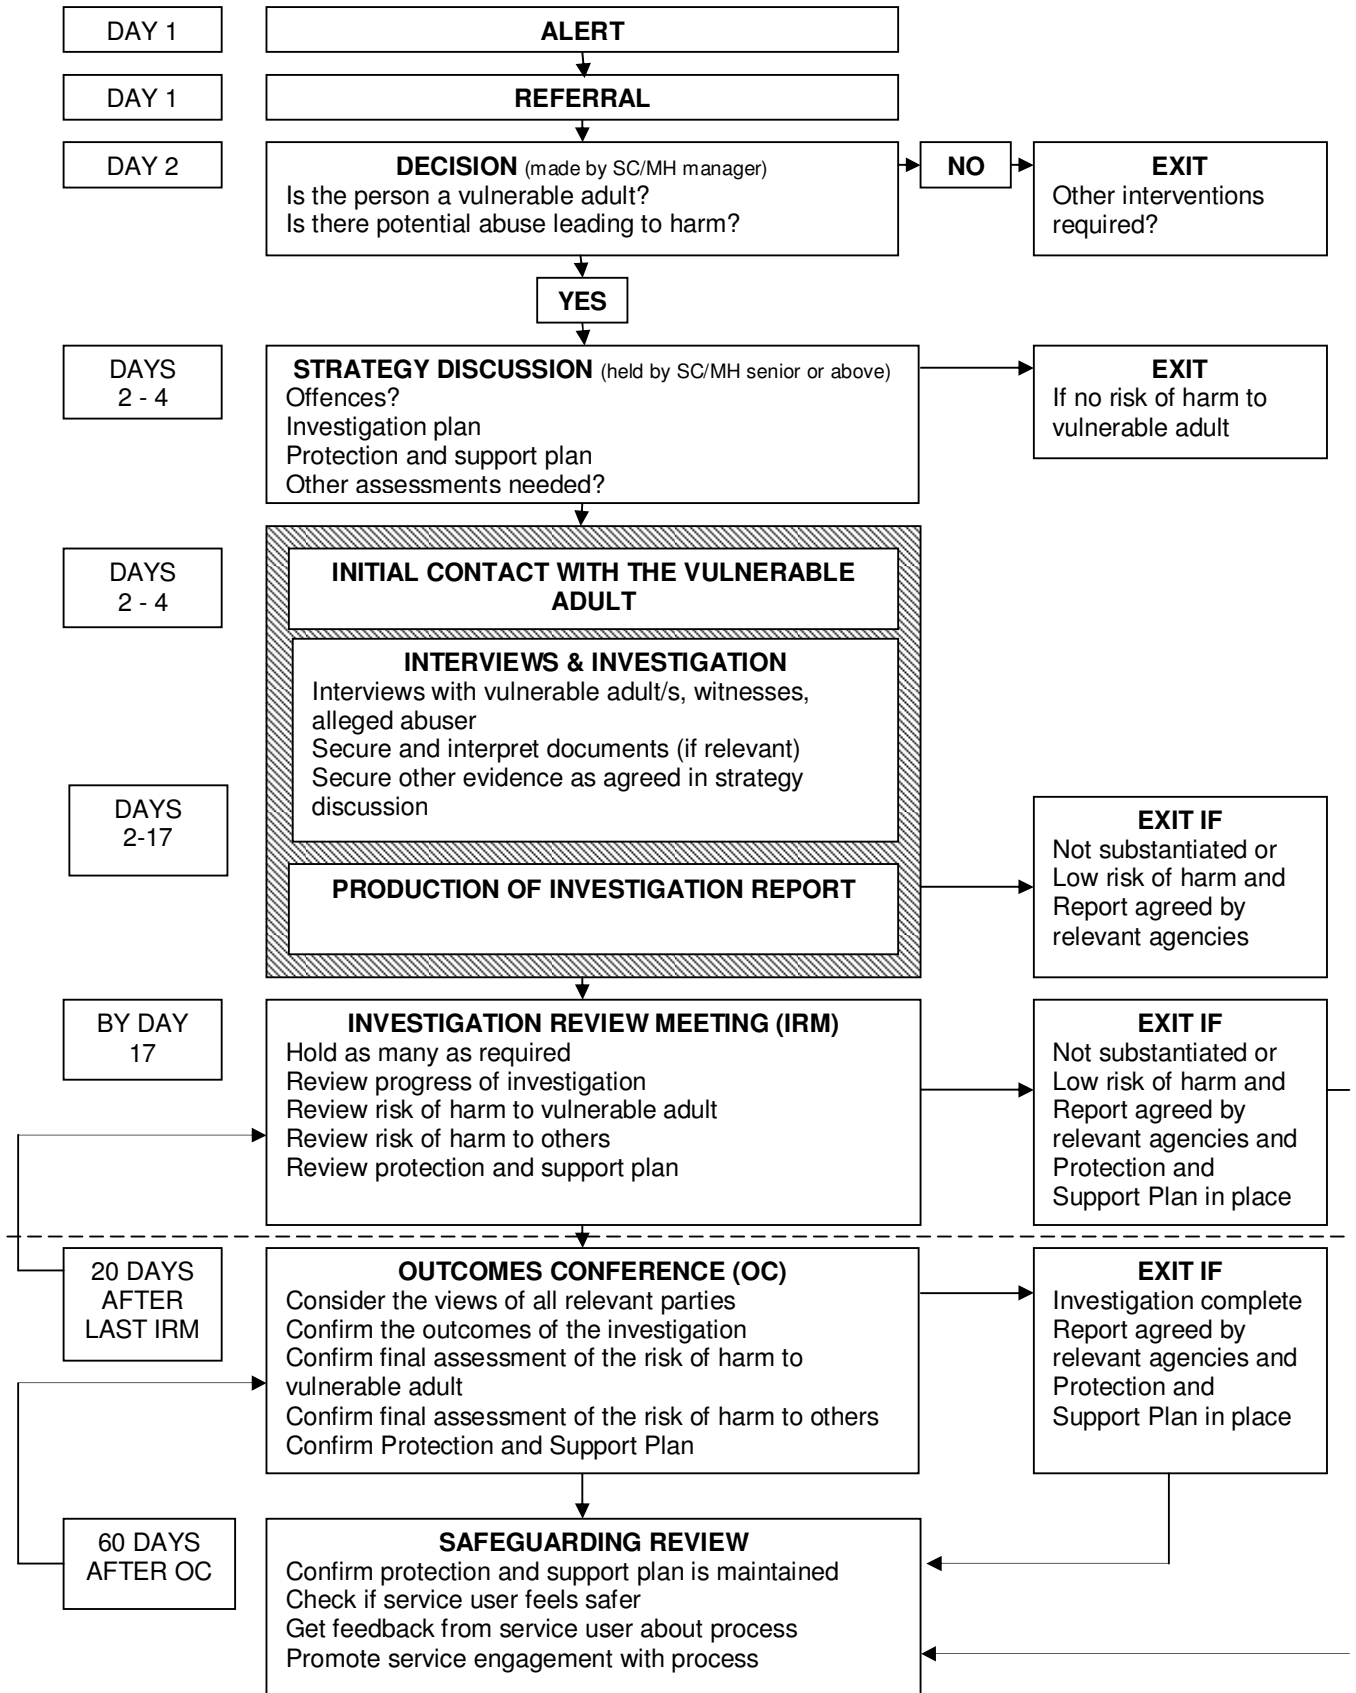 DAY 1
ALERT
DAY 1
REFERRAL
DAY 2
DECISION (made by SC/MH manager)
Is the person a vulnerable adult?
Is there potential abuse leading to harm?
NO
EXIT
Other interventions
required?
YES
DAYS
2 - 4
STRATEGY DISCUSSION (held by SC/MH senior or above)
Offences?
Investigation plan
Protection and support plan
Other assessments needed?
EXIT
If no risk of harm to
vulnerable adult
DAYS
2 - 4
INITIAL CONTACT WITH THE VULNERABLE
ADULT
INTERVIEWS & INVESTIGATION
Interviews with vulnerable adult/s, witnesses,
alleged abuser
Secure and interpret documents (if relevant)
Secure other evidence as agreed in strategy
discussion
DAYS
2-17
PRODUCTION OF INVESTIGATION REPORT
EXIT IF
Not substantiated or
Low risk of harm and
Report agreed by
relevant agencies
BY DAY
17
INVESTIGATION REVIEW MEETING (IRM)
Hold as many as required
Review progress of investigation
Review risk of harm to vulnerable adult
Review risk of harm to others
Review protection and support plan
EXIT IF
Not substantiated or
Low risk of harm and
Report agreed by
relevant agencies and
Protection and
Support Plan in place
20 DAYS
AFTER
LAST IRM
OUTCOMES CONFERENCE (OC)
Consider the views of all relevant parties
Confirm the outcomes of the investigation
Confirm final assessment of the risk of harm to
vulnerable adult
Confirm final assessment of the risk of harm to others
Confirm Protection and Support Plan
EXIT IF
Investigation complete
Report agreed by
relevant agencies and
Protection and
Support Plan in place
60 DAYS
AFTER OC
SAFEGUARDING REVIEW
Confirm protection and support plan is maintained
Check if service user feels safer
Get feedback from service user about process
Promote service engagement with process